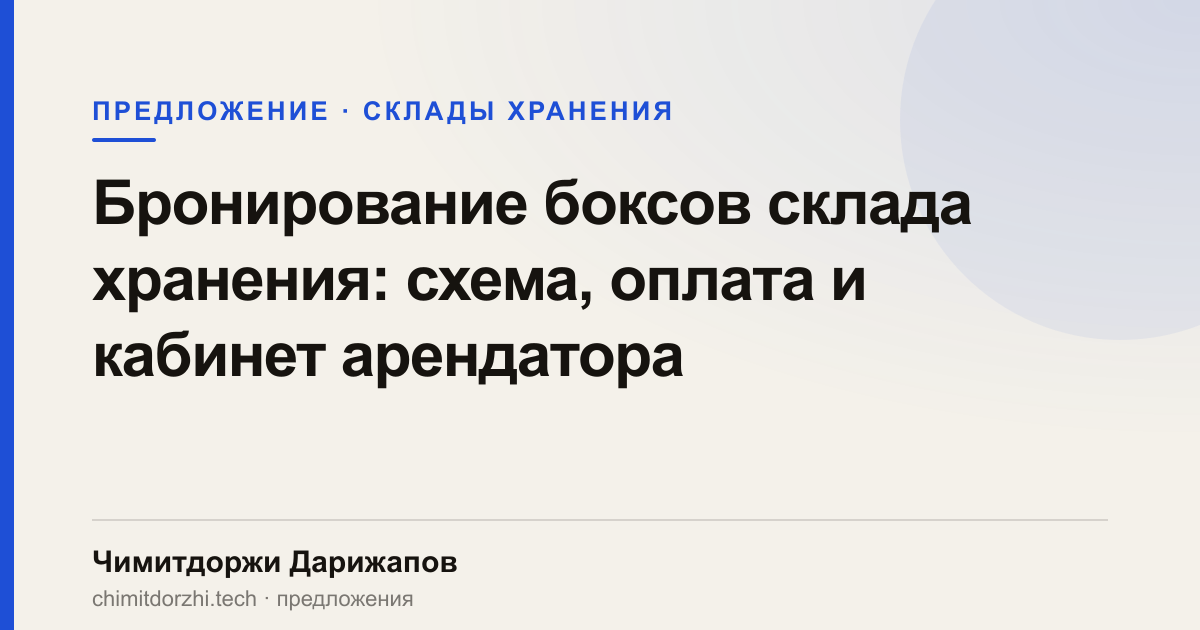 ПРЕДЛОЖЕНИЕ · СКЛАДЫ ХРАНЕНИЯ
Бронирование боксов склада
хранения: схема, оплата и
кабинет арендатора
Чимитдоржи Дарижапов
chimitdorzhi.tech · предложения